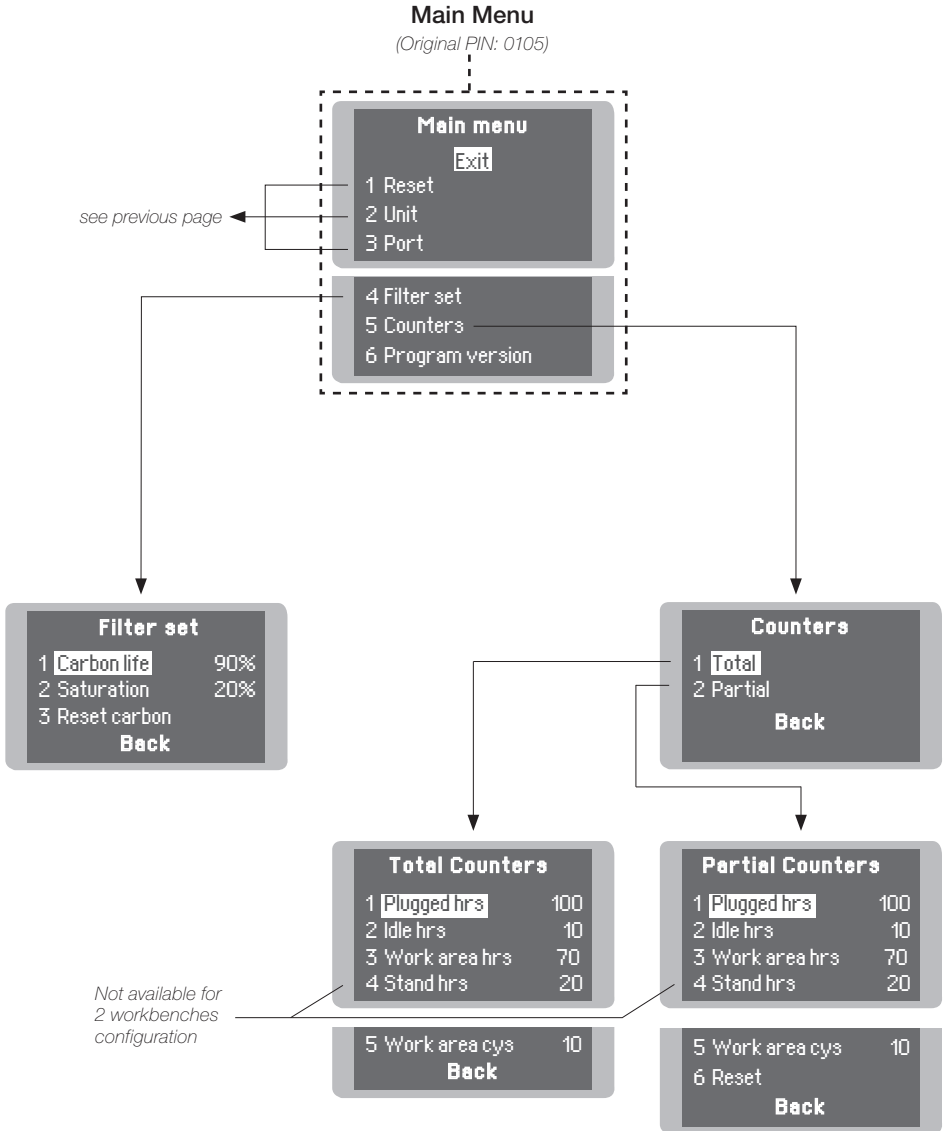 Main Menu
(Original PIN: 0105)
Main menu
Exit
1 Reset
2 Unit
3 Port
see previous page
4 Filter set
5 Counters
6 Program version
Filter set
1 Carbon life 90%
2 Saturation 20%
3 Reset carbon
Back
Counters
1 Total
2 Partial
Back
Total Counters
1 Plugged hrs 100
2 Idle hrs 10
3 Work area hrs 70
4 Stand hrs 20
5 Work area cys 10
Back
Partial Counters
1 Plugged hrs 100
2 Idle hrs 10
3 Work area hrs 70
4 Stand hrs 20
5 Work area cys 10
6 Reset
Back
Not available for
2 workbenches
configuration